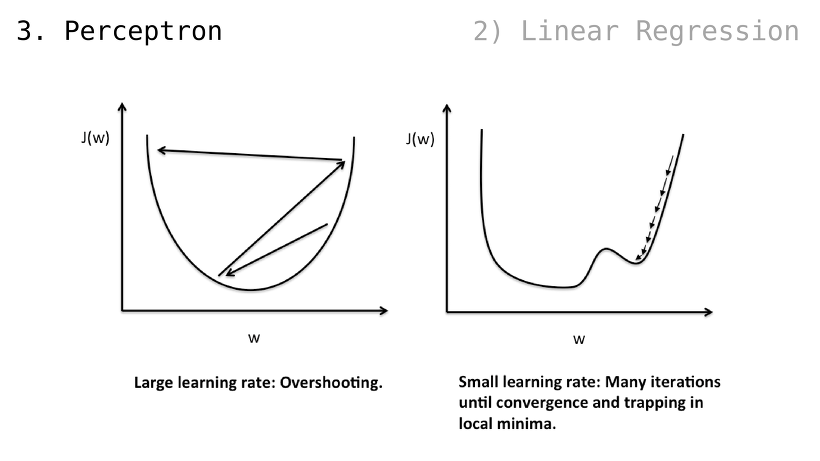 3. Perceptron
2) Linear Regression
J(w)
w
Large learning rate: Overshooting.
J(w)
w
Small learning rate: Many iterations
until convergence and trapping in
local minima.